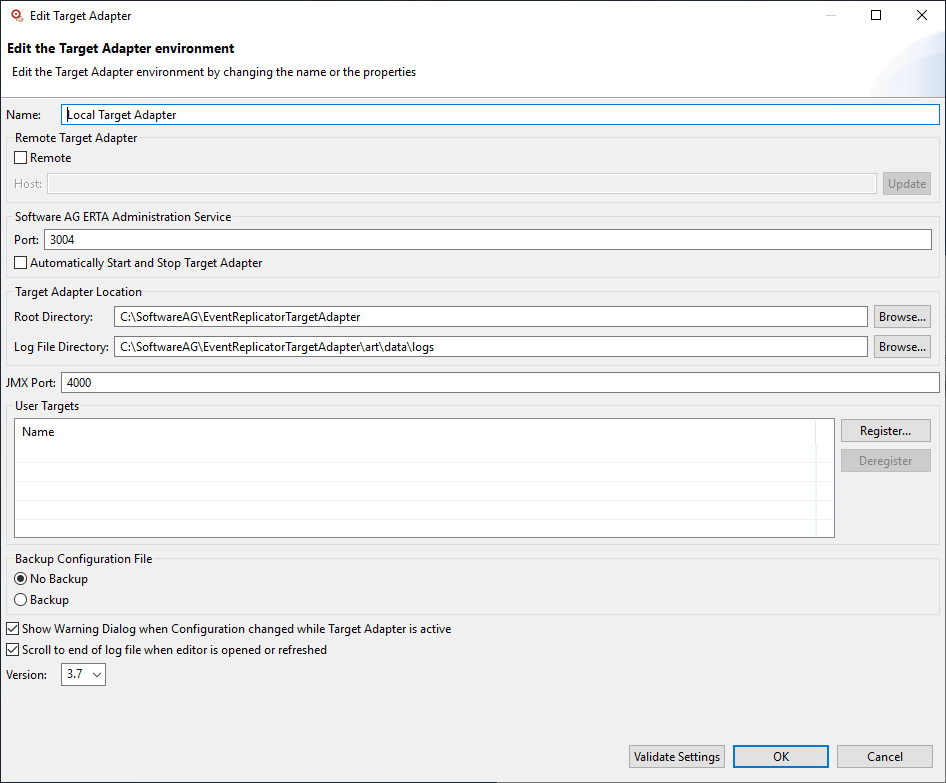 Edit Target Adapter
Edit the Target Adapter environment
Edit the Target Adapter environment by changing the name or the properties
Name: Local Target Adapter
Remote Target Adapter
Remote
Host: Update
Software AG ERTA Administration Service
Port: 3004
Automatically Start and Stop Target Adapter
Target Adapter Location
Root Directory: C:\SoftwareAG\EventReplicatorTargetAdapter Browse...
Log File Directory: C:\SoftwareAG\EventReplicatorTargetAdapter\art\data\logs Browse...
JMX Port: 4000
User Targets
Name Register...
Deregister
Backup Configuration File
No Backup
Backup
Show Warning Dialog when Configuration changed while Target Adapter is active
Scroll to end of log file when editor is opened or refreshed
Version: 3.7
Validate Settings OK Cancel